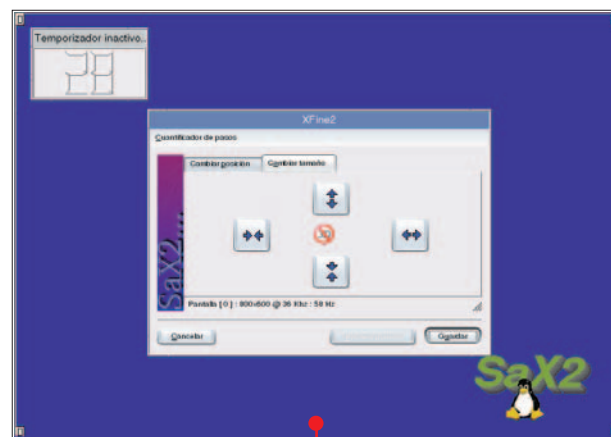 Temporizador inactivo..
28
XFine2
Cuantificador de pasos
Cambiar posición
Cambiar tamaño
SaX2...
Pantalla [0] : 800x600 @ 36 Khz : 58 Hz
Cancelar
Guardar
SaX2